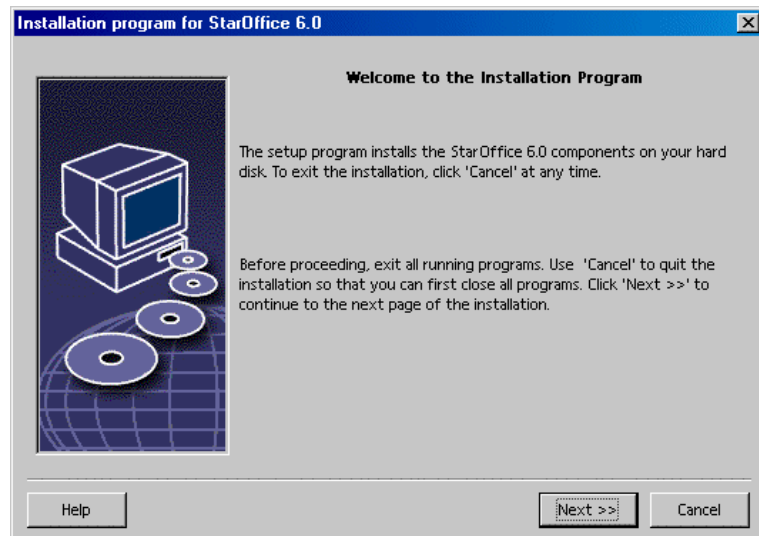 Installation program for StarOffice 6.0
Welcome to the Installation Program
The setup program installs the StarOffice 6.0 components on your hard
disk. To exit the installation, click 'Cancel' at any time.
Before proceeding, exit all running programs. Use  'Cancel' to quit the
installation so that you can first close all programs. Click 'Next >>' to
continue to the next page of the installation.
Help
Next >>
Cancel